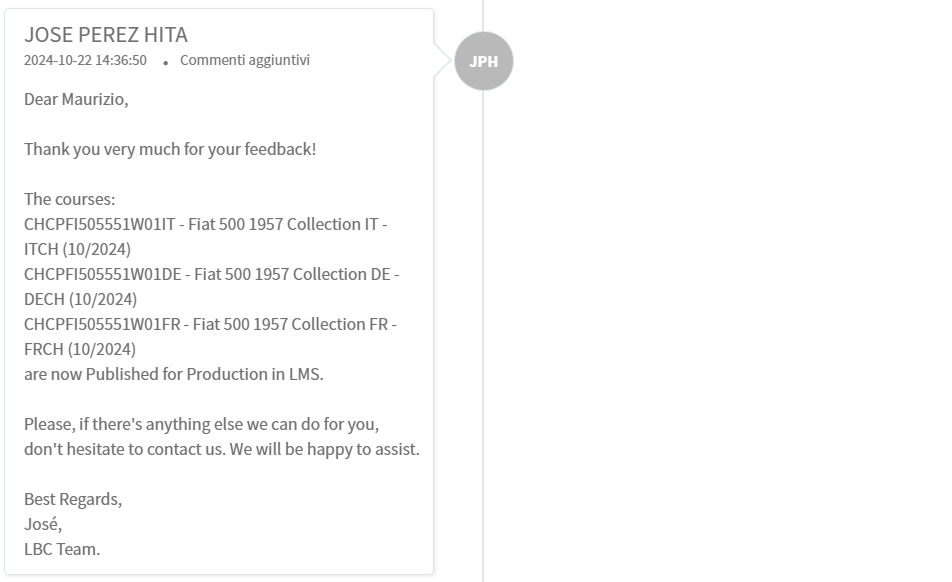 JOSE PEREZ HITA
2024-10-22 14:36:50 • Commenti aggiuntivi
JPH
Dear Maurizio,
Thank you very much for your feedback!
The courses:
CHCPFI505551W01IT - Fiat 500 1957 Collection IT -
ITCH (10/2024)
CHCPFI505551W01DE - Fiat 500 1957 Collection DE -
DECH (10/2024)
CHCPFI505551W01FR - Fiat 500 1957 Collection FR -
FRCH (10/2024)
are now Published for Production in LMS.
Please, if there's anything else we can do for you,
don't hesitate to contact us. We will be happy to assist.
Best Regards,
José,
LBC Team.